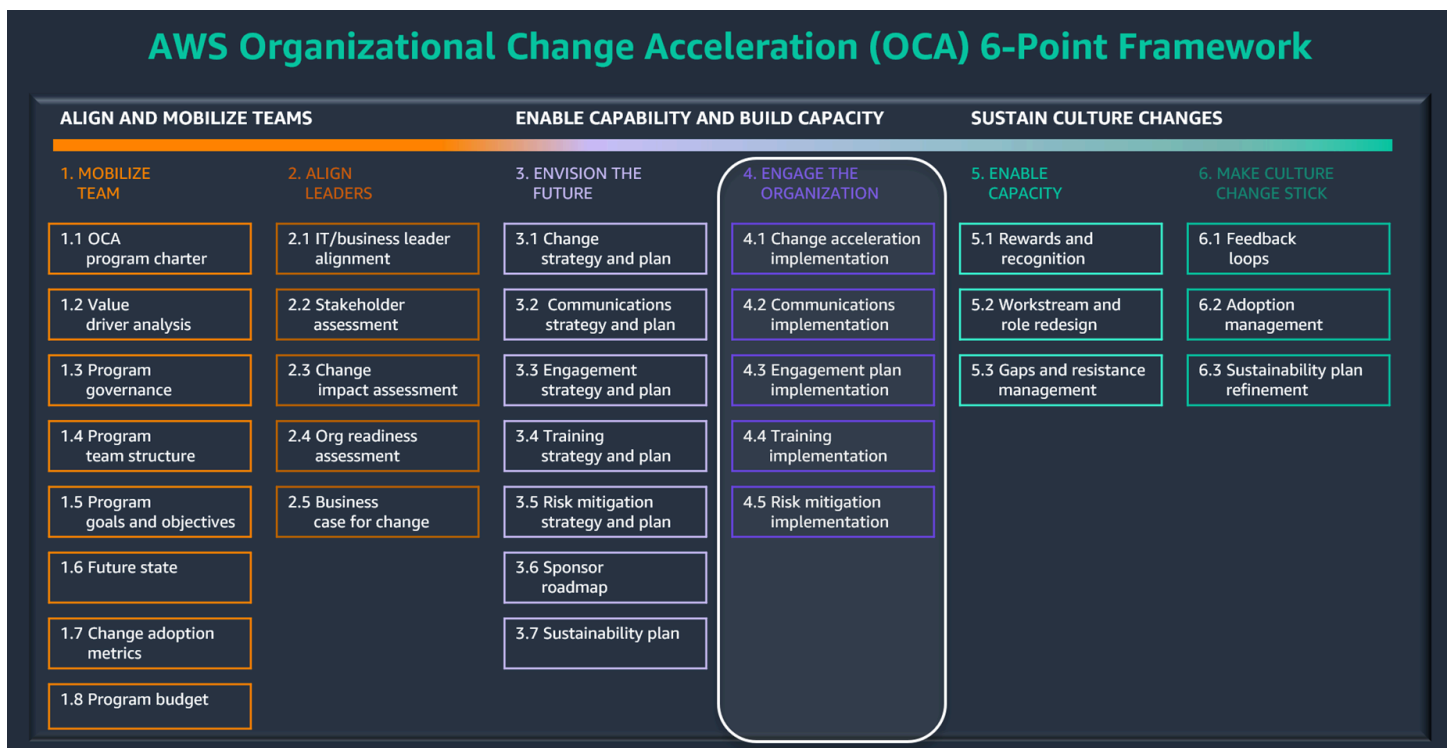 AWS Organizational Change Acceleration (OCA) 6-Point Framework
ALIGN AND MOBILIZE TEAMS
ENABLE CAPABILITY AND BUILD CAPACITY
SUSTAIN CULTURE CHANGES
1. MOBILIZE
TEAM
1.1 OCA
program charter
1.2 Value
driver analysis
1.3 Program
governance
1.4 Program
team structure
1.5 Program
goals and objectives
1.6 Future state
1.7 Change adoption
metrics
1.8 Program budget
2. ALIGN
LEADERS
2.1 IT/business leader
alignment
2.2 Stakeholder
assessment
2.3 Change
impact assessment
2.4 Org readiness
assessment
2.5 Business
case for change
3. ENVISION THE
FUTURE
3.1 Change
strategy and plan
3.2 Communications
strategy and plan
3.3 Engagement
strategy and plan
3.4 Training
strategy and plan
3.5 Risk mitigation
strategy and plan
3.6 Sponsor
roadmap
3.7 Sustainability plan
4. ENGAGE THE
ORGANIZATION
4.1 Change acceleration
implementation
4.2 Communications
implementation
4.3 Engagement plan
implementation
4.4 Training
implementation
4.5 Risk mitigation
implementation
5. ENABLE
CAPACITY
5.1 Rewards and
recognition
5.2 Workstream and
role redesign
5.3 Gaps and resistance
management
6. MAKE CULTURE
CHANGE STICK
6.1 Feedback
loops
6.2 Adoption
management
6.3 Sustainability plan
refinement